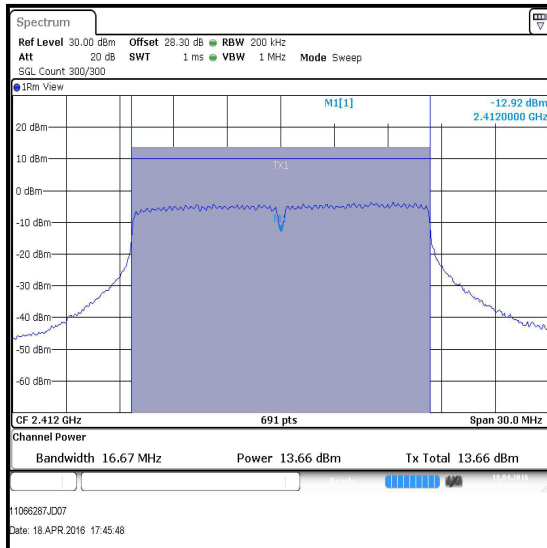 Spectrum
Ref Level 30.00 dBm Offset 28.30 dB RBW 200 kHz
Att 20 dB SWT 1 ms VBW 1 MHz Mode Sweep
SGL Count 300/300
1Rm View
M1[1] -12.92 dBm
2.4120000 GHz
20 dBm
10 dBm
TX1
0 dBm
-10 dBm
-20 dBm
-30 dBm
-40 dBm
-50 dBm
-60 dBm
CF 2.412 GHz 691 pts Span 30.0 MHz
Channel Power
Bandwidth 16.67 MHz Power 13.66 dBm Tx Total 13.66 dBm
Ready 18.04.2016
11066287JD07
Date: 18.APR.2016 17:45:48